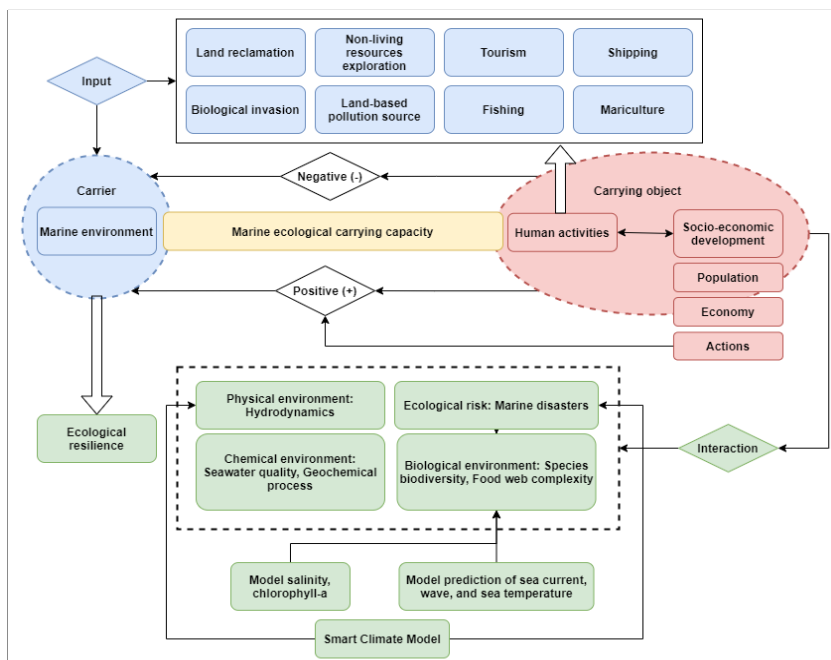 Land reclamation
Non-living
resources
exploration
Tourism
Shipping
Input
Biological invasion
Land-based
pollution source
Fishing
Mariculture
Negative (-)
Carrier
Carrying object
Marine environment
Marine ecological carrying capacity
Human activities
Socio-economic
development
Positive (+)
Population
Economy
Actions
Physical environment:
Hydrodynamics
Ecological risk: Marine disasters
Ecological
resilience
Chemical environment:
Seawater quality, Geochemical
process
Biological environment: Species
biodiversity, Food web complexity
Interaction
Model salinity,
chlorophyll-a
Model prediction of sea current,
wave, and sea temperature
Smart Climate Model